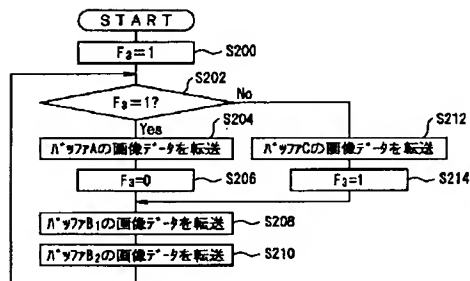 START
F₃=1
S200
S202
F₃=1?
No
Yes
S204
S212
バッファAの画像データを転送
バッファCの画像データを転送
F₃=0
S206
F₃=1
S214
バッファB₁の画像データを転送
S208
バッファB₂の画像データを転送
S210